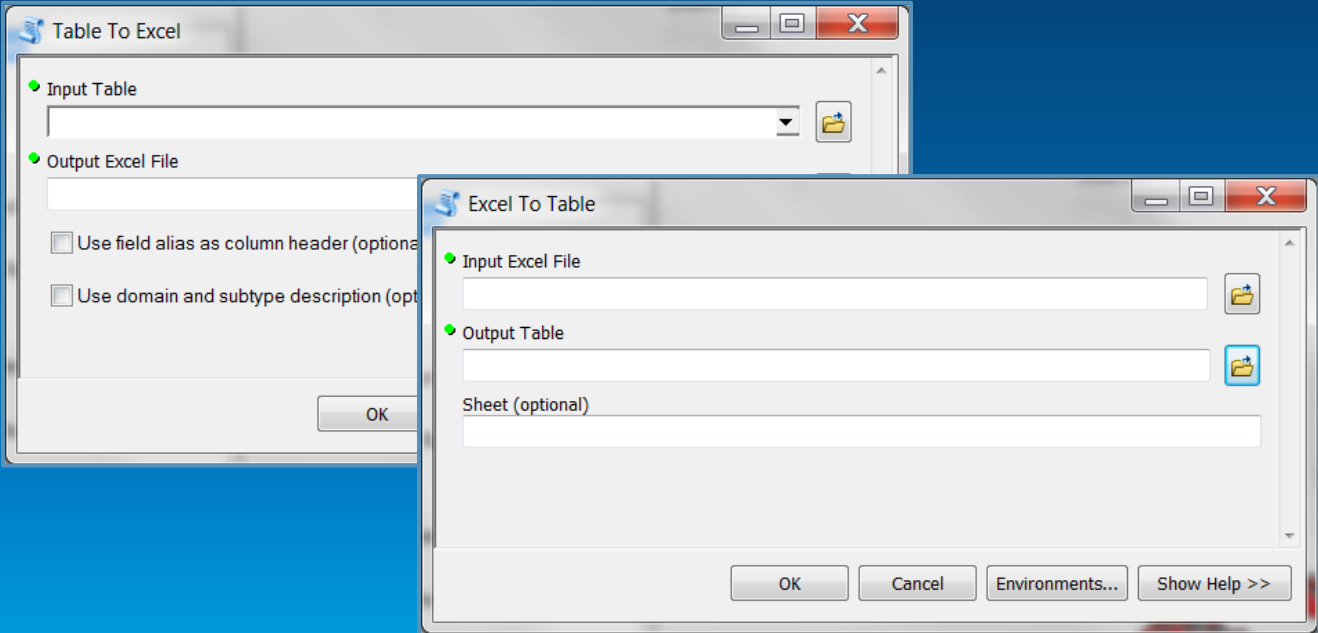 Table To Excel
Input Table
Output Excel File
Use field alias as column header (optiona
Use domain and subtype description (opt
OK
Excel To Table
Input Excel File
Output Table
Sheet (optional)
OK Cancel Environments... Show Help >>